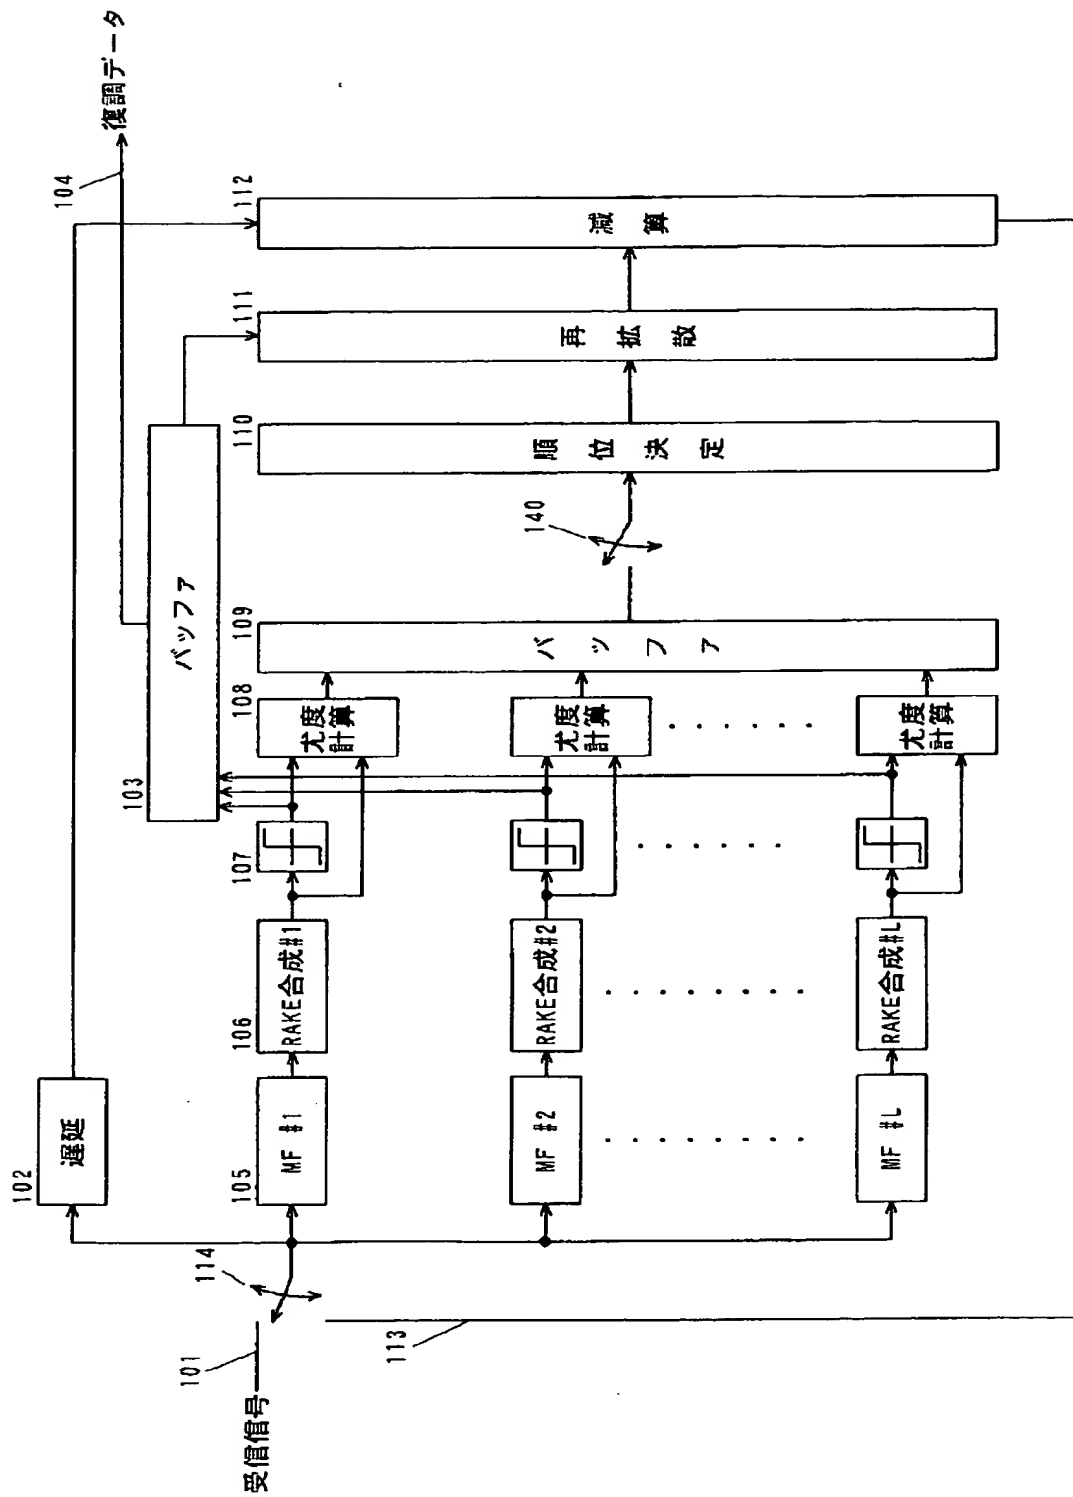 受信信号
101
114
113
102
遅延
105
MF #1
106
RAKE合成#1
107
108
尤度
計算
MF #2
RAKE合成#2
尤度
計算
MF #L
RAKE合成#L
尤度
計算
103
バッファ
104
復調データ
109
バッファ
140
110
順位決定
111
再拡散
112
減算